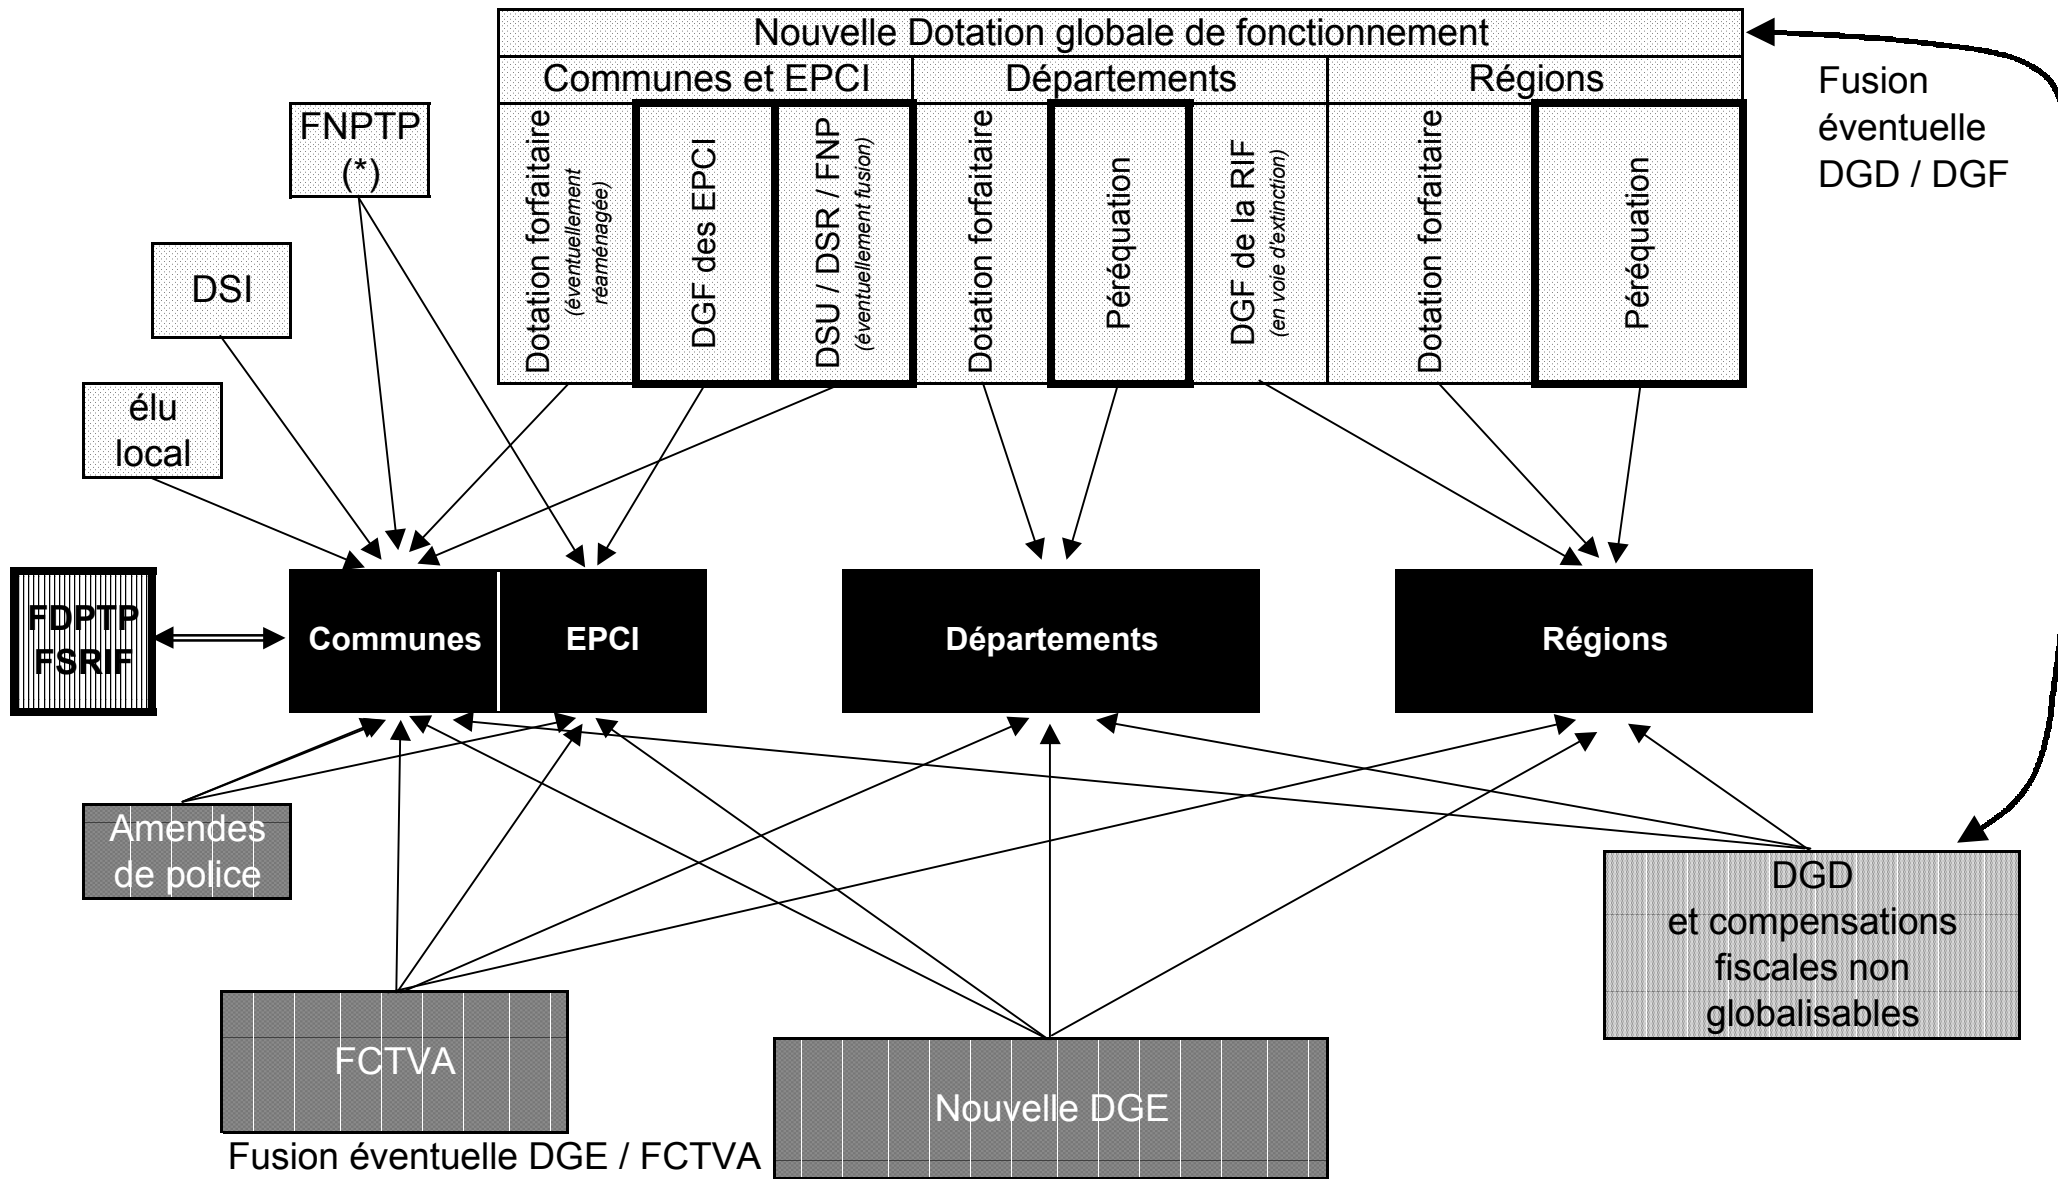 Nouvelle Dotation globale de fonctionnement
Communes et EPCI
Départements
Régions
Fusion
éventuelle
DGD / DGF
FNPTP
(*)
Dotation forfaitaire
(éventuellement
réaménagée)
DGF des EPCI
DSU / DSR / FNP
(éventuellement fusion)
Dotation forfaitaire
Péréquation
DGF de la RIF
(en voie d'extinction)
Dotation forfaitaire
Péréquation
DSI
élu
local
FDPTP
FSRIF
Communes
EPCI
Départements
Régions
Amendes
de police
DGD
et compensations
fiscales non
globalisables
FCTVA
Nouvelle DGE
Fusion éventuelle DGE / FCTVA